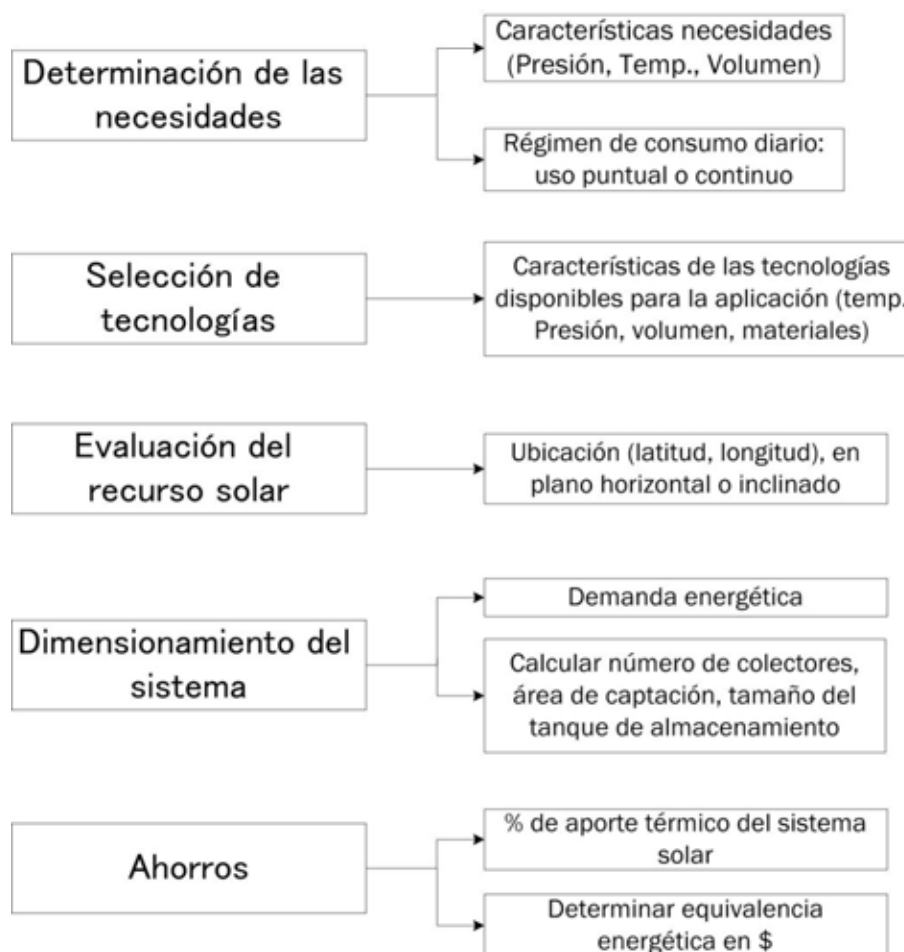 Determinación de las
necesidades
Características necesidades
(Presión, Temp., Volumen)
Régimen de consumo diario:
uso puntual o continuo
Selección de
tecnologías
Características de las tecnologías
disponibles para la aplicación (temp.
Presión, volumen, materiales)
Evaluación del
recurso solar
Ubicación (latitud, longitud), en
plano horizontal o inclinado
Dimensionamiento del
sistema
Demanda energética
Calcular número de colectores,
área de captación, tamaño del
tanque de almacenamiento
Ahorros
% de aporte térmico del sistema
solar
Determinar equivalencia
energética en $